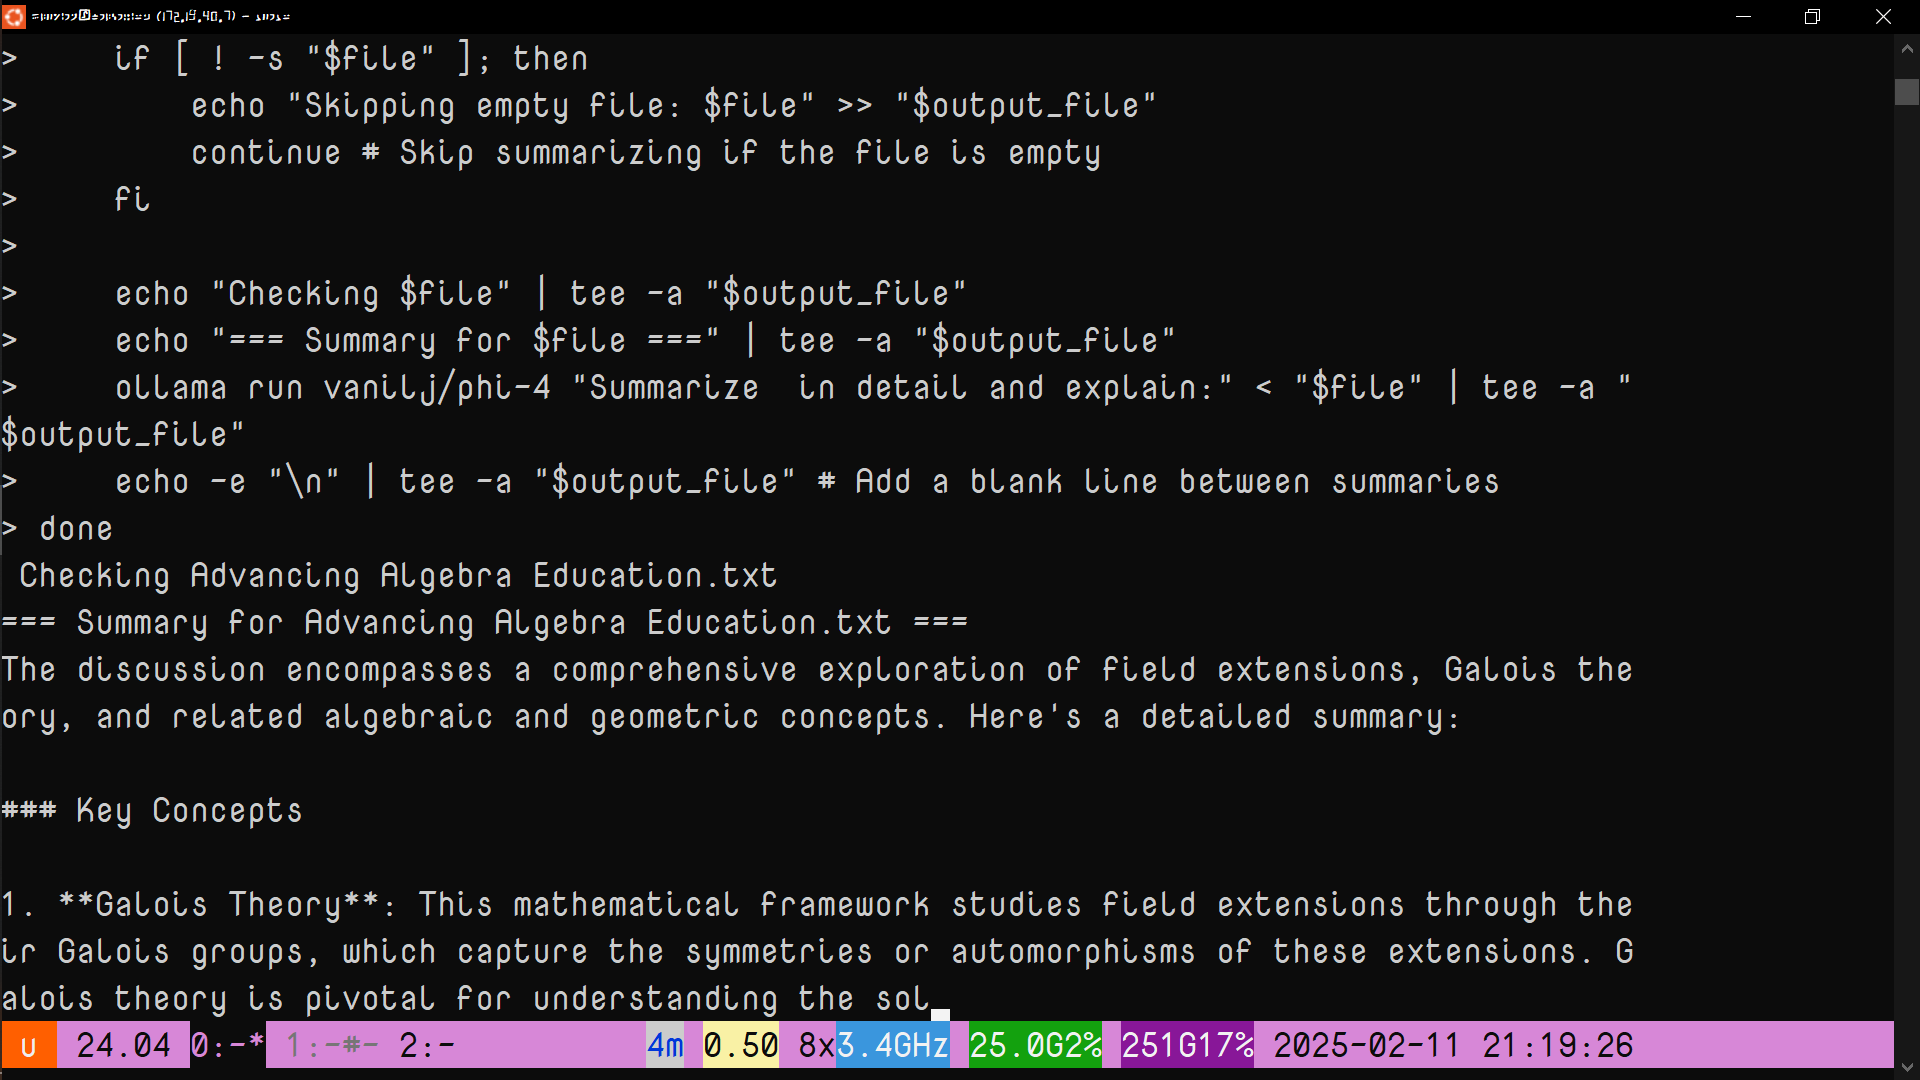 (172.19.40.7) -
>     if [ ! -s "$file" ]; then
>         echo "Skipping empty file: $file" >> "$output_file"
>         continue # Skip summarizing if the file is empty
>     fi
>
>     echo "Checking $file" | tee -a "$output_file"
>     echo "=== Summary for $file ===" | tee -a "$output_file"
>     ollama run vanilj/phi-4 "Summarize  in detail and explain:" < "$file" | tee -a "
$output_file"
>     echo -e "\n" | tee -a "$output_file" # Add a blank line between summaries
> done
 Checking Advancing Algebra Education.txt
=== Summary for Advancing Algebra Education.txt ===
The discussion encompasses a comprehensive exploration of field extensions, Galois the
ory, and related algebraic and geometric concepts. Here's a detailed summary:
### Key Concepts
1. **Galois Theory**: This mathematical framework studies field extensions through the
ir Galois groups, which capture the symmetries or automorphisms of these extensions. G
alois theory is pivotal for understanding the sol
u 24.04 0:-* 1:-#- 2:- 4m 0.50 8x3.4GHz 25.0G2% 251G17% 2025-02-11 21:19:26